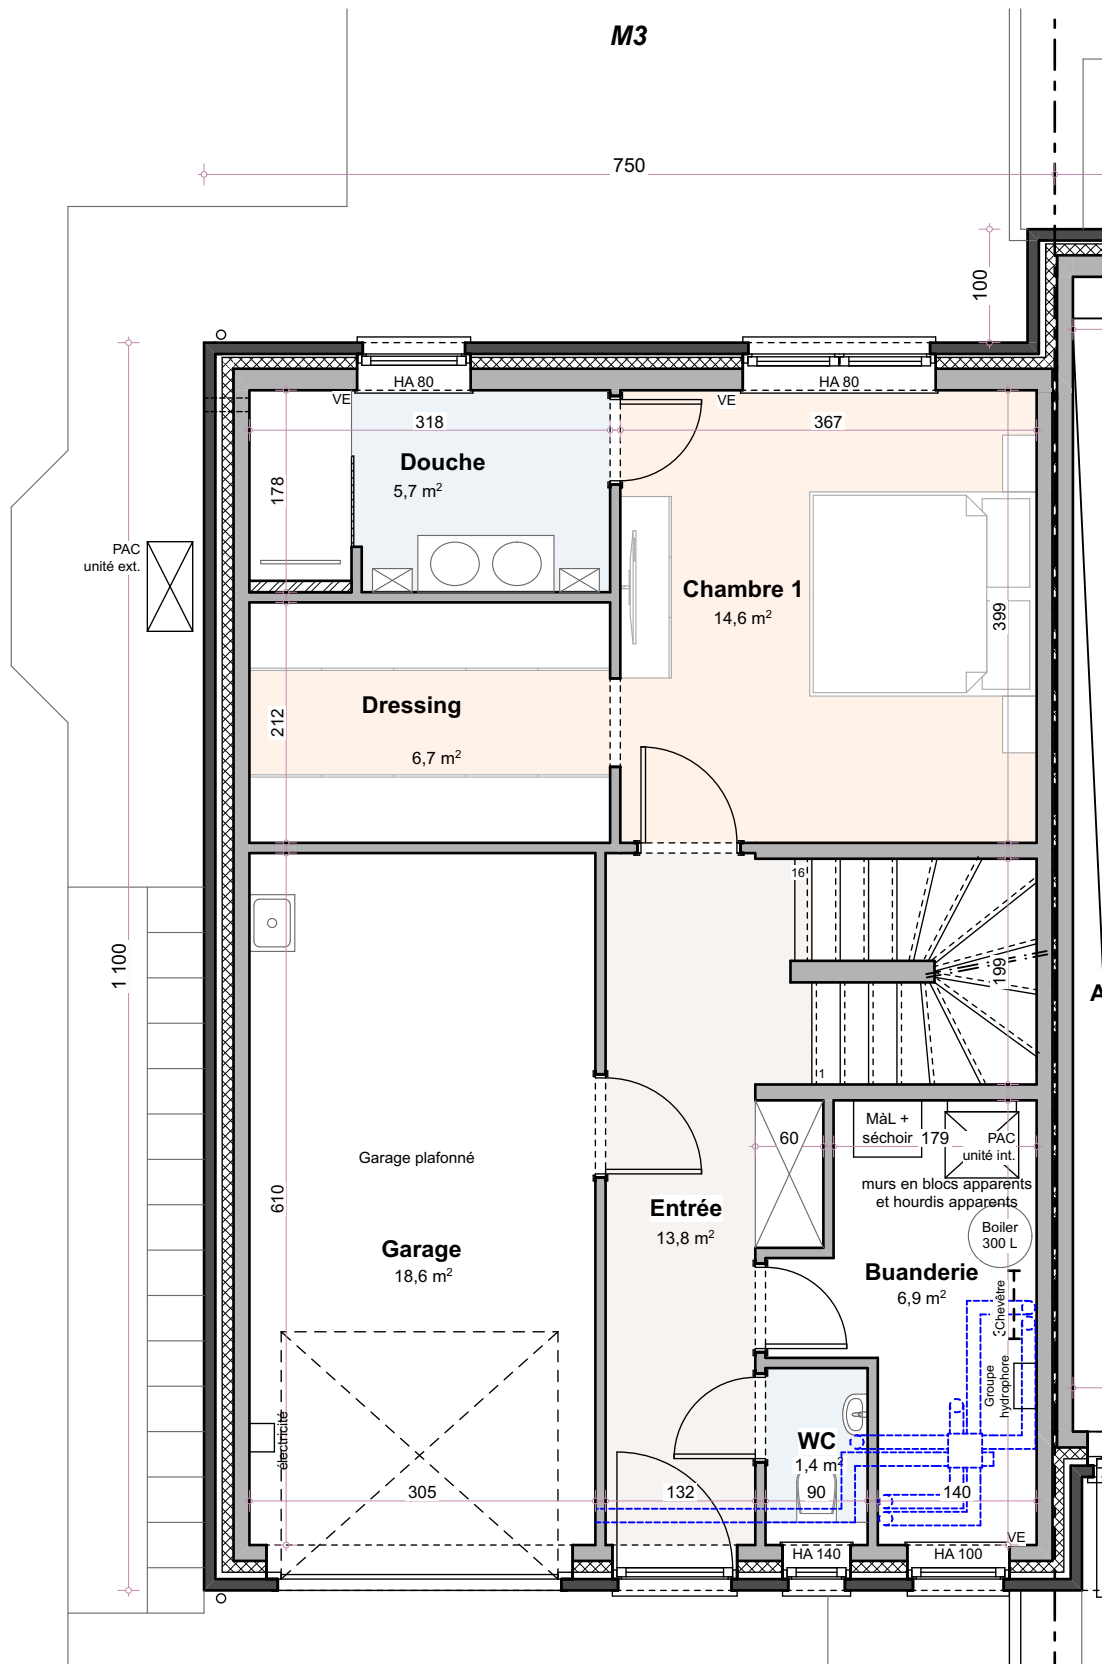 M3
750
100
HA 80
HA 80
VE
VE
318
367
Douche
5,7 m²
178
PAC
unité ext.
Chambre 1
14,6 m²
399
Dressing
6,7 m²
212
1 100
16
199
A
1
MàL +
séchoir
60
179
PAC
unité int.
murs en blocs apparents
et hourdis apparents
Garage plafonné
610
Entrée
13,8 m²
Boiler
300 L
Garage
18,6 m²
Buanderie
6,9 m²
Chevêtre
Groupe
hydrophore
électricité
WC
1,4 m²
305
132
90
140
VE
HA 140
HA 100